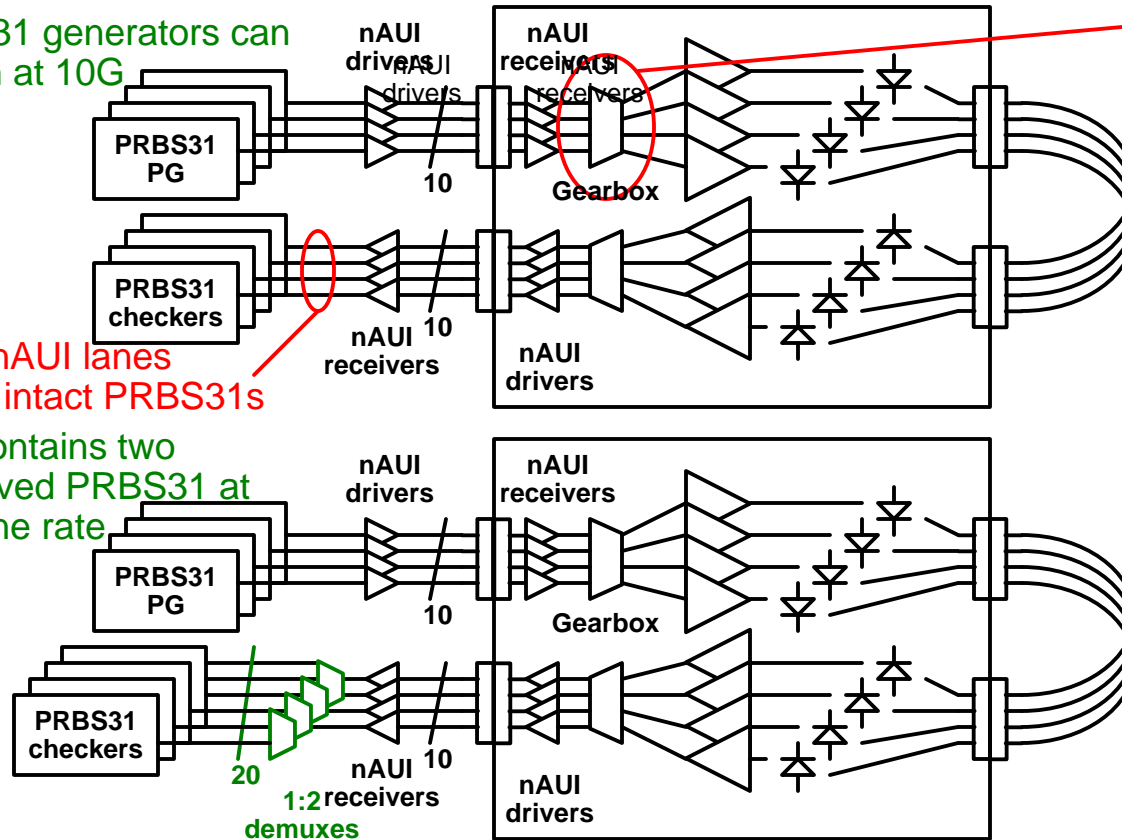 31 generators can
n at 10G
nAUI
drivers
nAUI
drivers
nAUI
receivers
nAUI
receivers
PRBS31
PG
10
Gearbox
PRBS31
checkers
10
nAUI
receivers
nAUI
drivers
nAUI lanes
intact PRBS31s
ontains two
ved PRBS31 at
ne rate
nAUI
drivers
nAUI
receivers
PRBS31
PG
10
Gearbox
PRBS31
checkers
20
1:2
demuxes
nAUI
receivers
10
nAUI
drivers